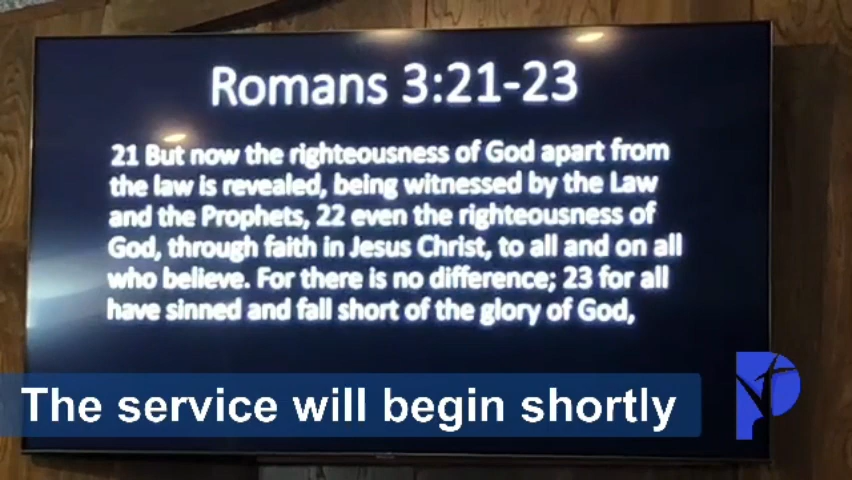 Romans 3:21-23
21 But now the righteousness of God apart from
the law is revealed, being witnessed by the Law
and the Prophets, 22 even the righteousness of
God, through faith in Jesus Christ, to all and on all
who believe. For there is no difference; 23 for all
have sinned and fall short of the glory of God,
The service will begin shortly